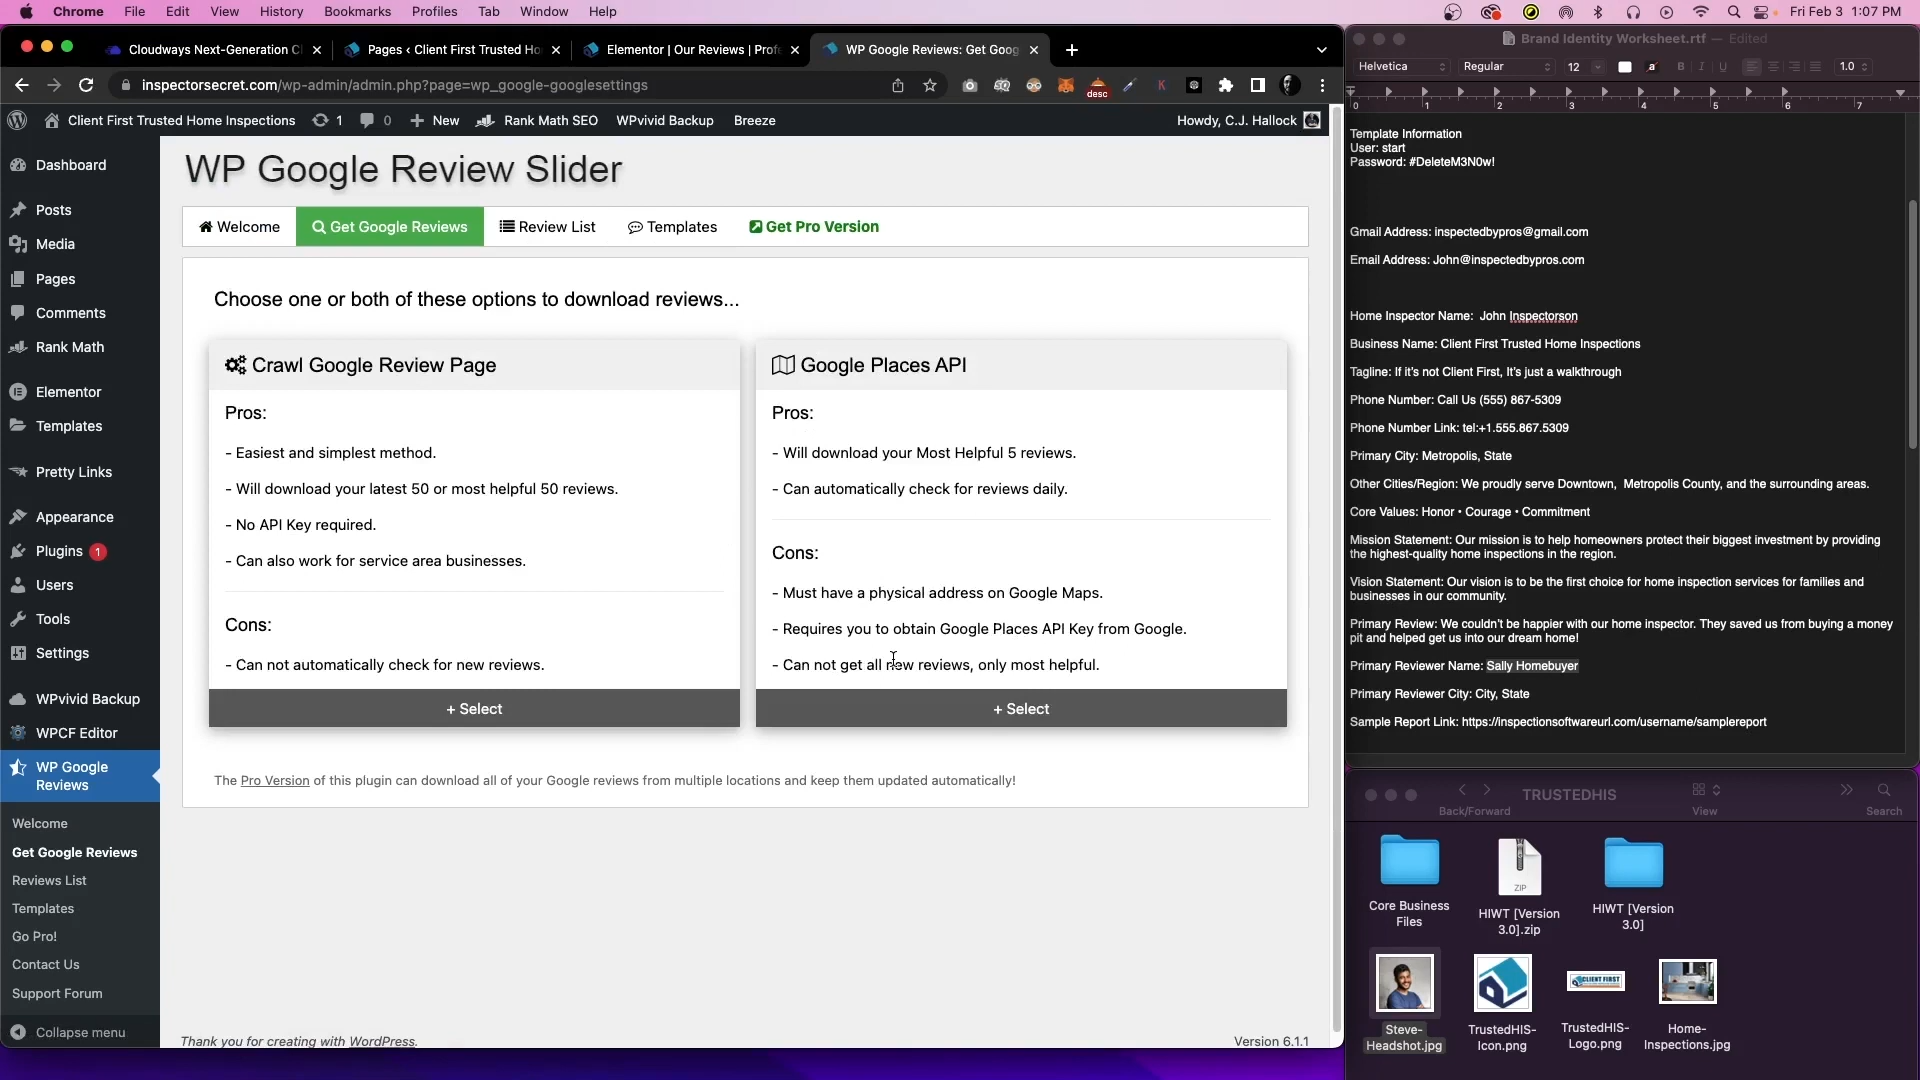 Chrome File Edit View History Bookmarks Profiles Tab Window Help
Fri Feb 3 1:07 PM
Cloudways Next-Generation C
Pages ‹ Client First Trusted Ho
Elementor | Our Reviews | Prof
WP Google Reviews: Get Goog
inspectorsecret.com/wp-admin/admin.php?page=wp_google-googlesettings
desc
Client First Trusted Home Inspections 1 0 New Rank Math SEO WPvivid Backup Breeze
Howdy, C.J. Hallock
Dashboard
Posts
Media
Pages
Comments
Rank Math
Elementor
Templates
Pretty Links
Appearance
Plugins 1
Users
Tools
Settings
WPvivid Backup
WPCF Editor
WP Google
Reviews
Welcome
Get Google Reviews
Reviews List
Templates
Go Pro!
Contact Us
Support Forum
Collapse menu
WP Google Review Slider
Welcome
Get Google Reviews
Review List
Templates
Get Pro Version
Choose one or both of these options to download reviews...
Crawl Google Review Page
Pros:
- Easiest and simplest method.
- Will download your latest 50 or most helpful 50 reviews.
- No API Key required.
- Can also work for service area businesses.
Cons:
- Can not automatically check for new reviews.
+ Select
Google Places API
Pros:
- Will download your Most Helpful 5 reviews.
- Can automatically check for reviews daily.
Cons:
- Must have a physical address on Google Maps.
- Requires you to obtain Google Places API Key from Google.
- Can not get all new reviews, only most helpful.
+ Select
The Pro Version of this plugin can download all of your Google reviews from multiple locations and keep them updated automatically!
Thank you for creating with WordPress.
Version 6.1.1
Brand Identity Worksheet.rtf — Edited
Helvetica Regular 12 a B I U 1.0
0 1 2 3 4 5 6 7
Template Information
User: start
Password: #DeleteM3N0w!
Gmail Address: inspectedbypros@gmail.com
Email Address: John@inspectedbypros.com
Home Inspector Name: John Inspectorson
Business Name: Client First Trusted Home Inspections
Tagline: If it's not Client First, It's just a walkthrough
Phone Number: Call Us (555) 867-5309
Phone Number Link: tel:+1.555.867.5309
Primary City: Metropolis, State
Other Cities/Region: We proudly serve Downtown, Metropolis County, and the surrounding areas.
Core Values: Honor • Courage • Commitment
Mission Statement: Our mission is to help homeowners protect their biggest investment by providing
the highest-quality home inspections in the region.
Vision Statement: Our vision is to be the first choice for home inspection services for families and
businesses in our community.
Primary Review: We couldn't be happier with our home inspector. They saved us from buying a money
pit and helped get us into our dream home!
Primary Reviewer Name: Sally Homebuyer
Primary Reviewer City: City, State
Sample Report Link: https://inspectionsoftwareurl.com/username/samplereport
TRUSTEDHIS
Back/Forward View Search
Core Business
Files
ZIP
HIWT [Version
3.0].zip
HIWT [Version
3.0]
Steve-
Headshot.jpg
TrustedHIS-
Icon.png
CLIENT FIRST
TrustedHIS-
Logo.png
Home-
Inspections.jpg